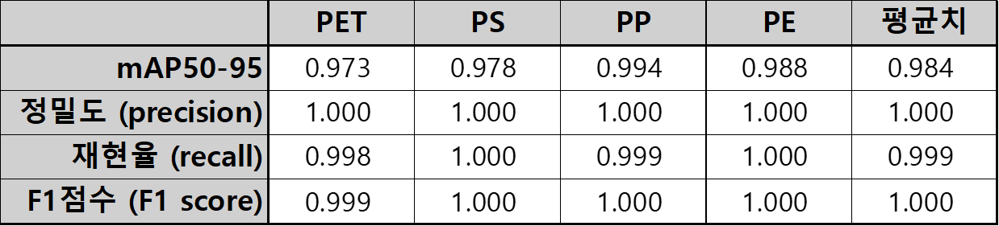 PET PS PP PE 평균치
mAP50-95 0.973 0.978 0.994 0.988 0.984
정밀도 (precision) 1.000 1.000 1.000 1.000 1.000
재현율 (recall) 0.998 1.000 0.999 1.000 0.999
F1점수 (F1 score) 0.999 1.000 1.000 1.000 1.000